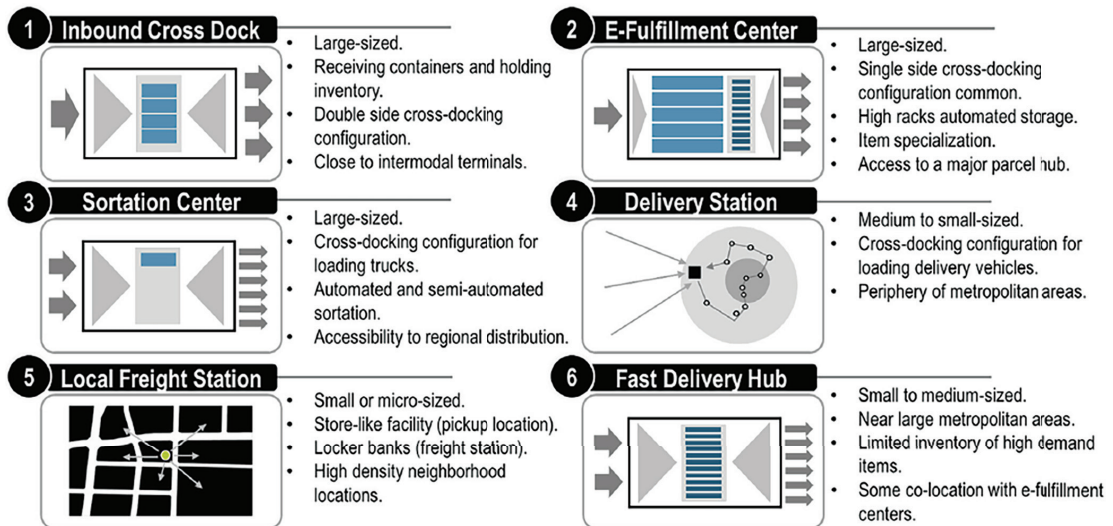 1 Inbound Cross Dock
• Large-sized.
• Receiving containers and holding
inventory.
• Double side cross-docking
configuration.
• Close to intermodal terminals.
2 E-Fulfillment Center
• Large-sized.
• Single side cross-docking
configuration common.
• High racks automated storage.
• Item specialization.
• Access to a major parcel hub.
3 Sortation Center
• Large-sized.
• Cross-docking configuration for
loading trucks.
• Automated and semi-automated
sortation.
• Accessibility to regional distribution.
4 Delivery Station
• Medium to small-sized.
• Cross-docking configuration for
loading delivery vehicles.
• Periphery of metropolitan areas.
5 Local Freight Station
• Small or micro-sized.
• Store-like facility (pickup location).
• Locker banks (freight station).
• High density neighborhood
locations.
6 Fast Delivery Hub
• Small to medium-sized.
• Near large metropolitan areas.
• Limited inventory of high demand
items.
• Some co-location with e-fulfillment
centers.